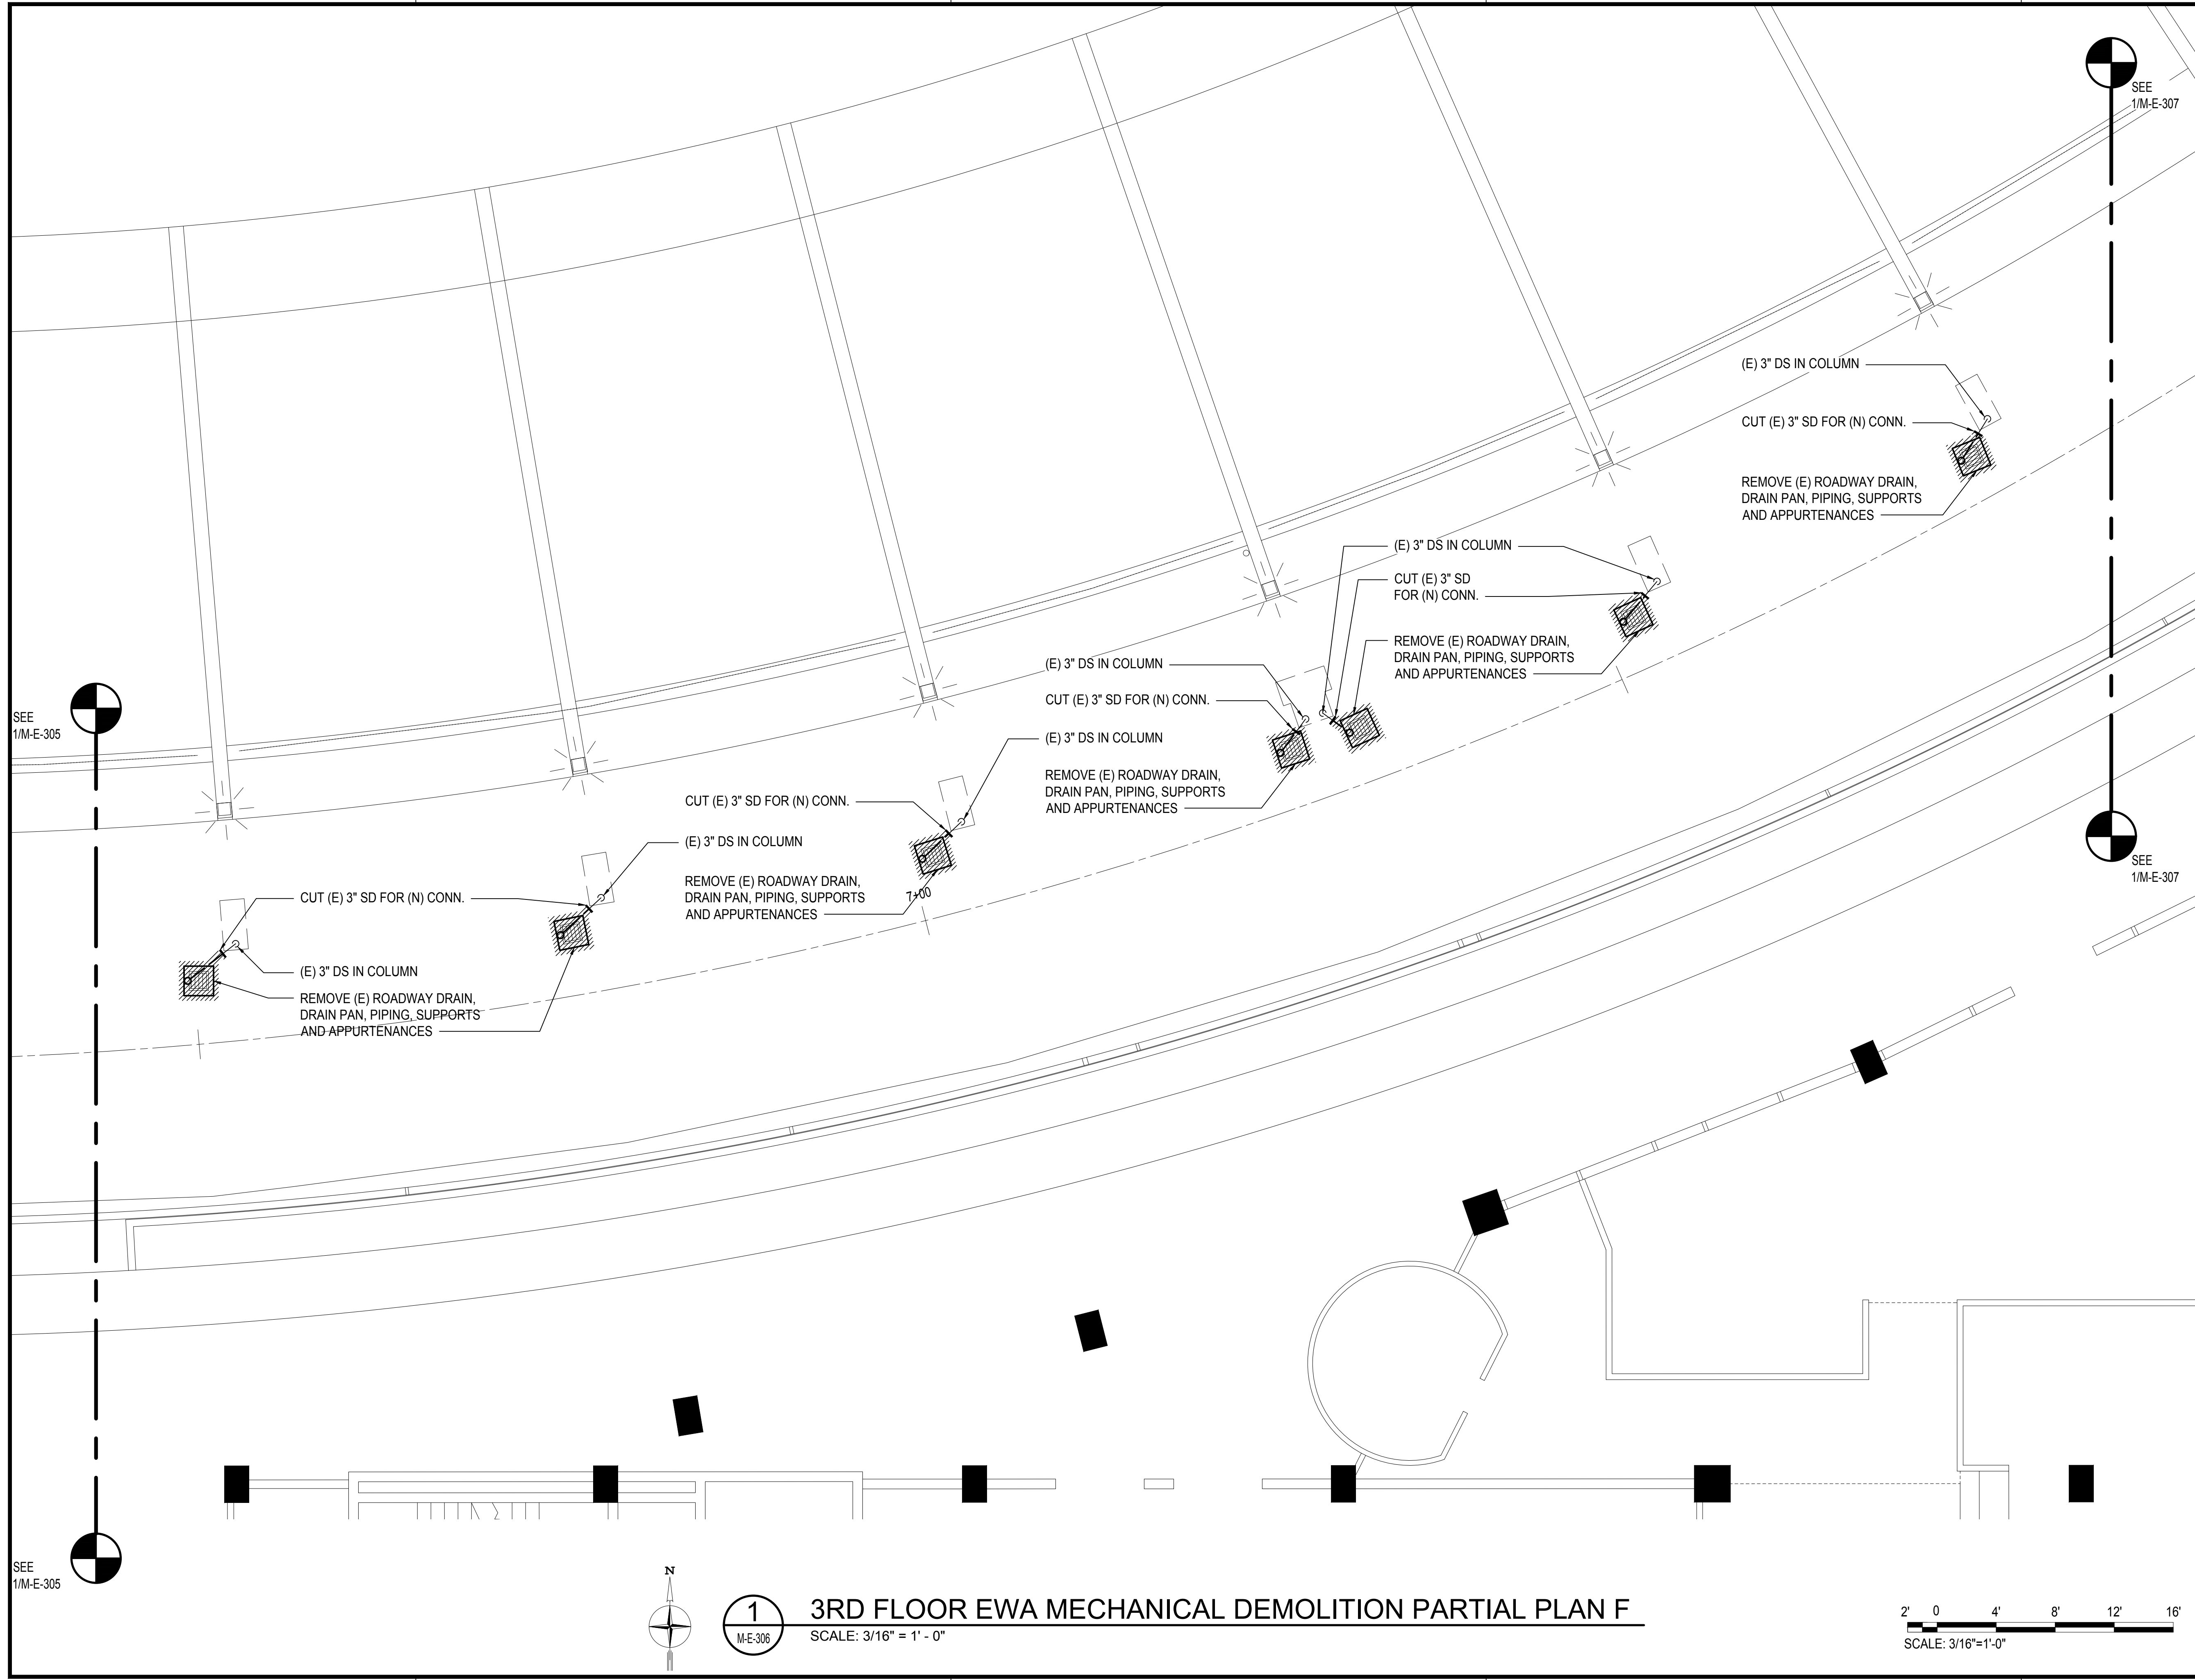 SEE
1/M-E-307
(E) 3" DS IN COLUMN
CUT (E) 3" SD FOR (N) CONN.
REMOVE (E) ROADWAY DRAIN,
DRAIN PAN, PIPING, SUPPORTS
AND APPURTENANCES
(E) 3" DS IN COLUMN
CUT (E) 3" SD
FOR (N) CONN.
REMOVE (E) ROADWAY DRAIN,
DRAIN PAN, PIPING, SUPPORTS
AND APPURTENANCES
(E) 3" DS IN COLUMN
CUT (E) 3" SD FOR (N) CONN.
(E) 3" DS IN COLUMN
REMOVE (E) ROADWAY DRAIN,
DRAIN PAN, PIPING, SUPPORTS
AND APPURTENANCES
SEE
1/M-E-305
CUT (E) 3" SD FOR (N) CONN.
(E) 3" DS IN COLUMN
REMOVE (E) ROADWAY DRAIN,
DRAIN PAN, PIPING, SUPPORTS
AND APPURTENANCES
7+00
SEE
1/M-E-307
CUT (E) 3" SD FOR (N) CONN.
(E) 3" DS IN COLUMN
REMOVE (E) ROADWAY DRAIN,
DRAIN PAN, PIPING, SUPPORTS
AND APPURTENANCES
SEE
1/M-E-305
N
1
M-E-306
3RD FLOOR EWA MECHANICAL DEMOLITION PARTIAL PLAN F
SCALE: 3/16" = 1' - 0"
2' 0 4' 8' 12' 16'
SCALE: 3/16"=1'-0"